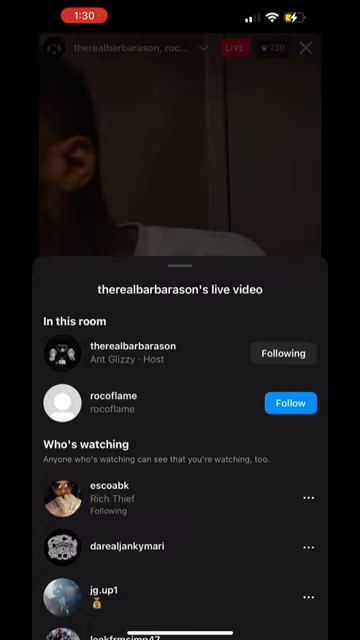 1:30
therealbarbarason, roc...
LIVE
730
therealbarbarason's live video
In this room
therealbarbarason
Ant Glizzy · Host
Following
rocoflame
rocoflame
Follow
Who's watching
Anyone who's watching can see that you're watching, too.
escoabk
Rich Thief
Following
darealjankymari
jg.up1
💰